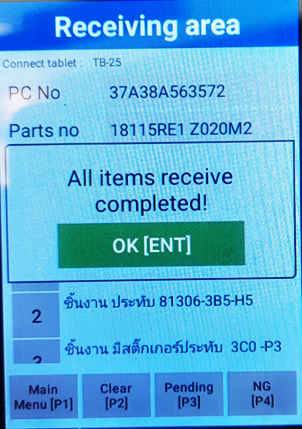 Receiving area
Connect tablet : TB-25
PC No 37A38A563572
Parts no 18115RE1 Z020M2
All items receive
completed!
OK [ENT]
2 ชิ้นงาน ประทับ 81306-3B5-H5
3 ชิ้นงาน มีสติ๊กเกอร์ประทับ 3C0 -P3
Main Menu [P1]
Clear [P2]
Pending [P3]
NG [P4]